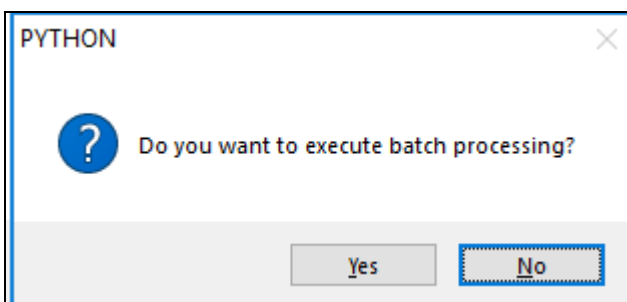 PYTHON
Do you want to execute batch processing?
Yes No